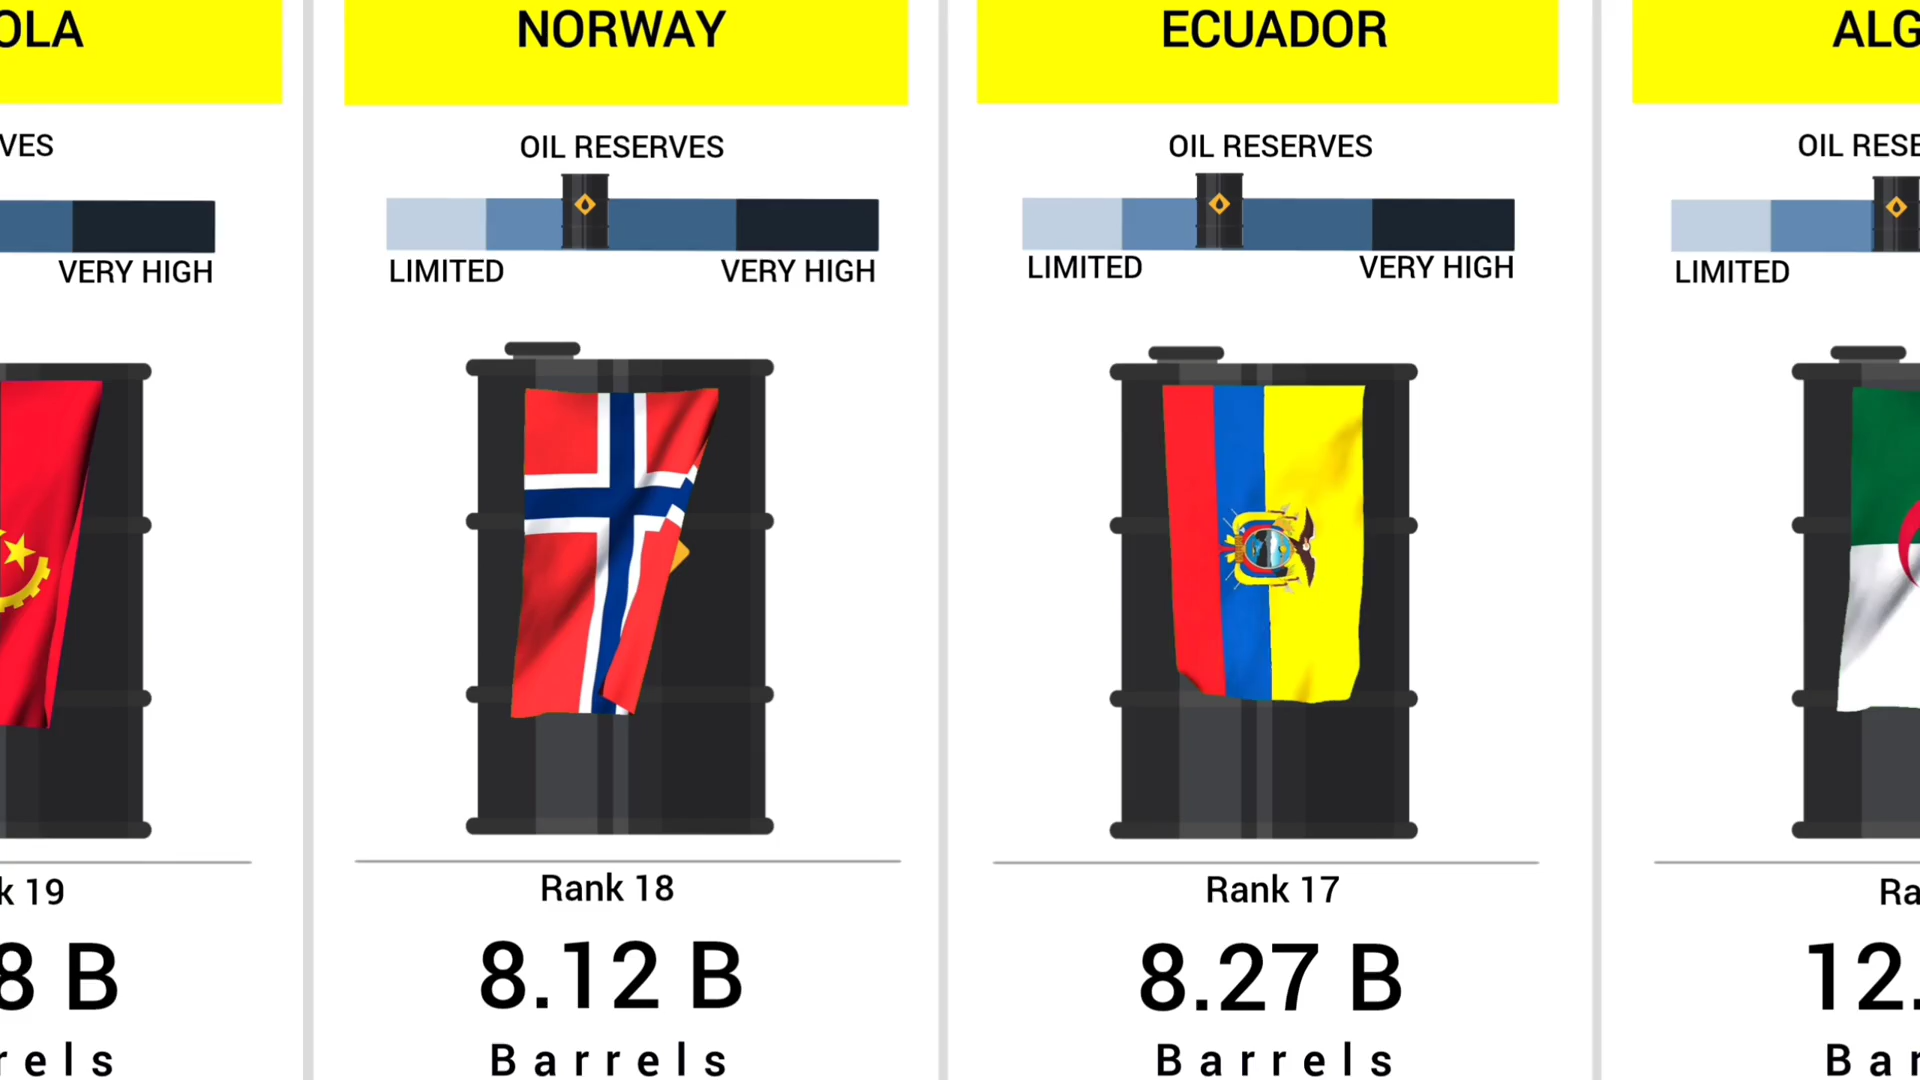 OLA
VES
VERY HIGH
k 19
8 B
rels
NORWAY
OIL RESERVES
LIMITED
VERY HIGH
Rank 18
8.12 B
Barrels
ECUADOR
OIL RESERVES
LIMITED
VERY HIGH
Rank 17
8.27 B
Barrels
ALG
OIL RESE
LIMITED
Ra
12.
Bar